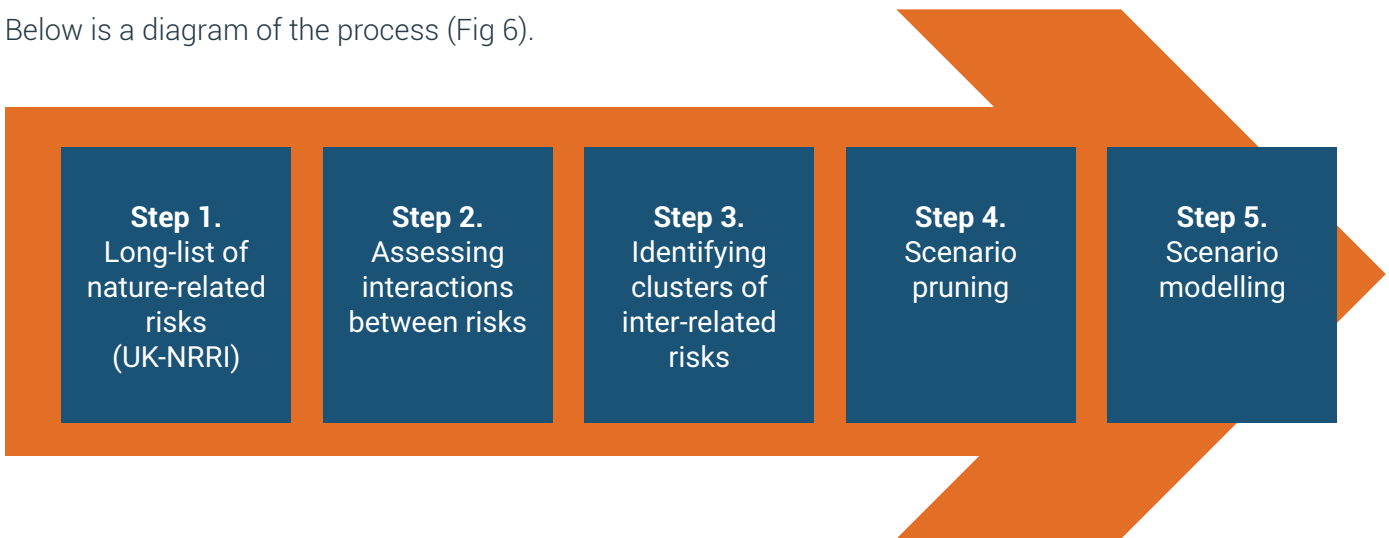 Below is a diagram of the process (Fig 6).
Step 1.
Long-list of
nature-related
risks
(UK-NRRI)
Step 2.
Assessing
interactions
between risks
Step 3.
Identifying
clusters of
inter-related
risks
Step 4.
Scenario
pruning
Step 5.
Scenario
modelling